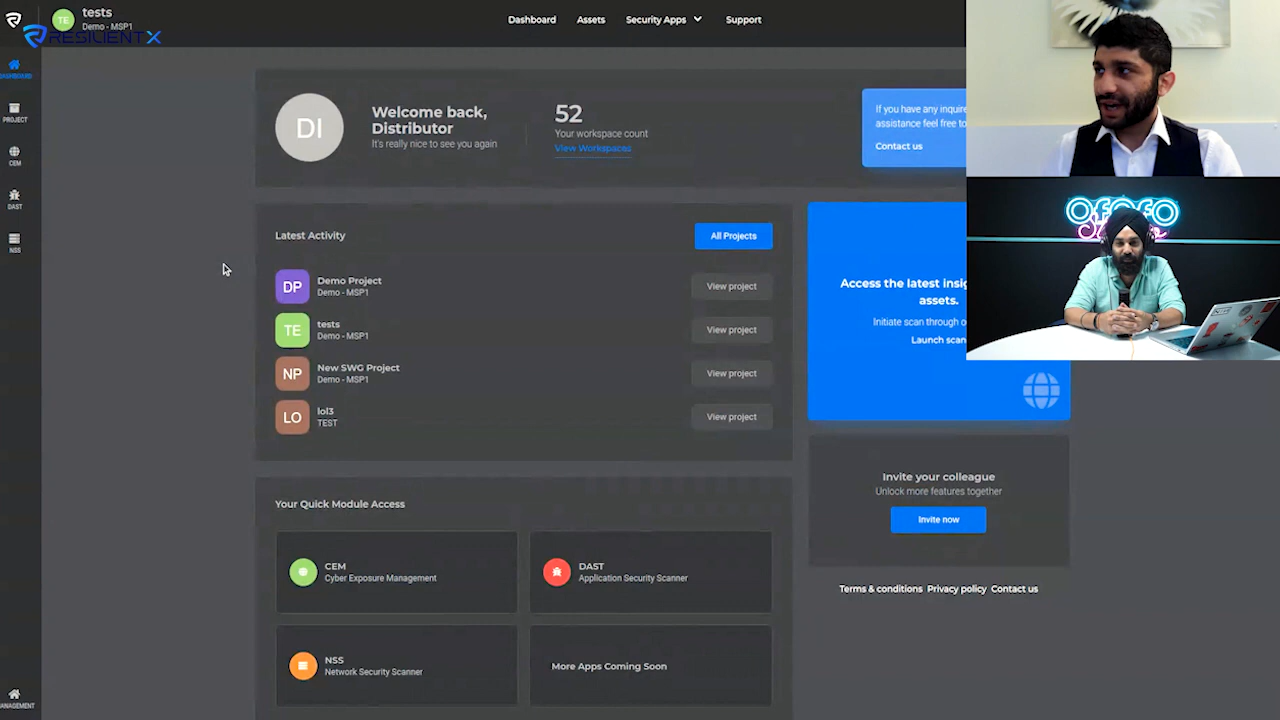 TE
tests
Demo - MSP1
RESILIENTX
Dashboard
Assets
Security Apps
Support
DASHBOARD
PROJECT
CEM
DAST
NSS
DI
Welcome back,
Distributor
It's really nice to see you again
52
Your workspace count
View Workspaces
If you have any inquire
assistance feel free to
Contact us
Latest Activity
All Projects
DP
Demo Project
Demo - MSP1
View project
TE
tests
Demo - MSP1
View project
NP
New SWG Project
Demo - MSP1
View project
LO
lol3
TEST
View project
Access the latest insig
assets.
Initiate scan through o
Launch scan
ofofo
Invite your colleague
Unlock more features together
Invite now
Your Quick Module Access
CEM
Cyber Exposure Management
DAST
Application Security Scanner
NSS
Network Security Scanner
More Apps Coming Soon
Terms & conditions Privacy policy Contact us
ANAGEMENT